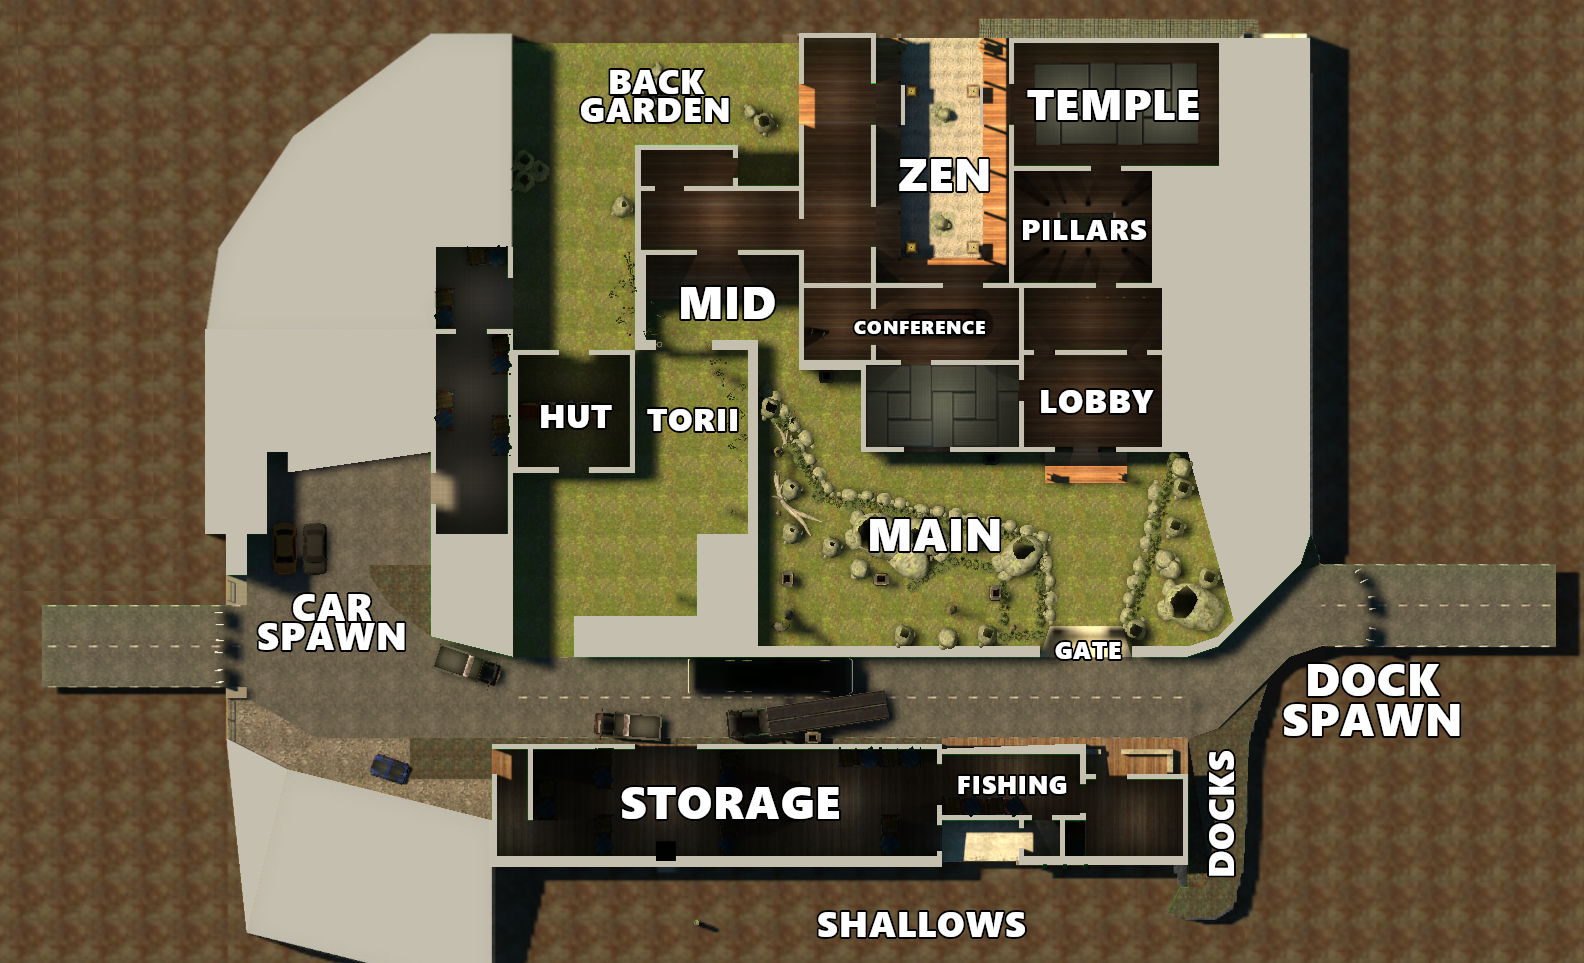 BACK
GARDEN
TEMPLE
ZEN
PILLARS
MID
CONFERENCE
HUT
TORII
LOBBY
MAIN
CAR
SPAWN
GATE
DOCK
SPAWN
STORAGE
FISHING
DOCKS
SHALLOWS